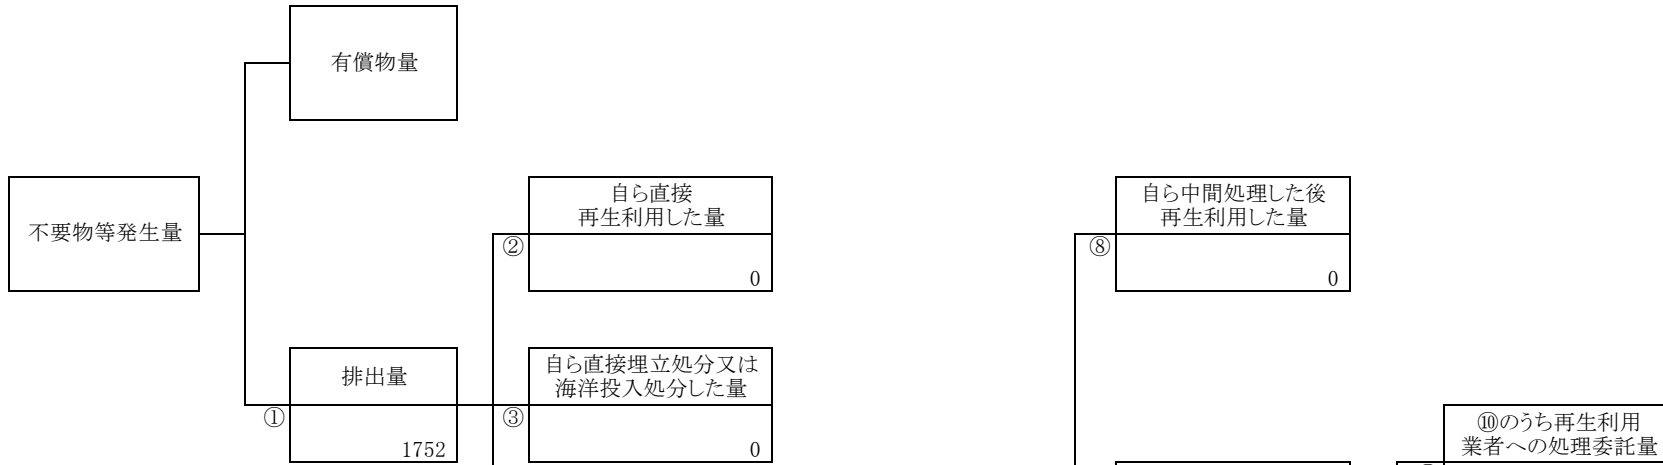 有償物量
不要物等発生量
自ら直接
再生利用した量
②
0
自ら中間処理した後
再生利用した量
⑧
0
排出量
①
1752
自ら直接埋立処分又は
海洋投入処分した量
③
0
⑩のうち再生利用
業者への処理委託量